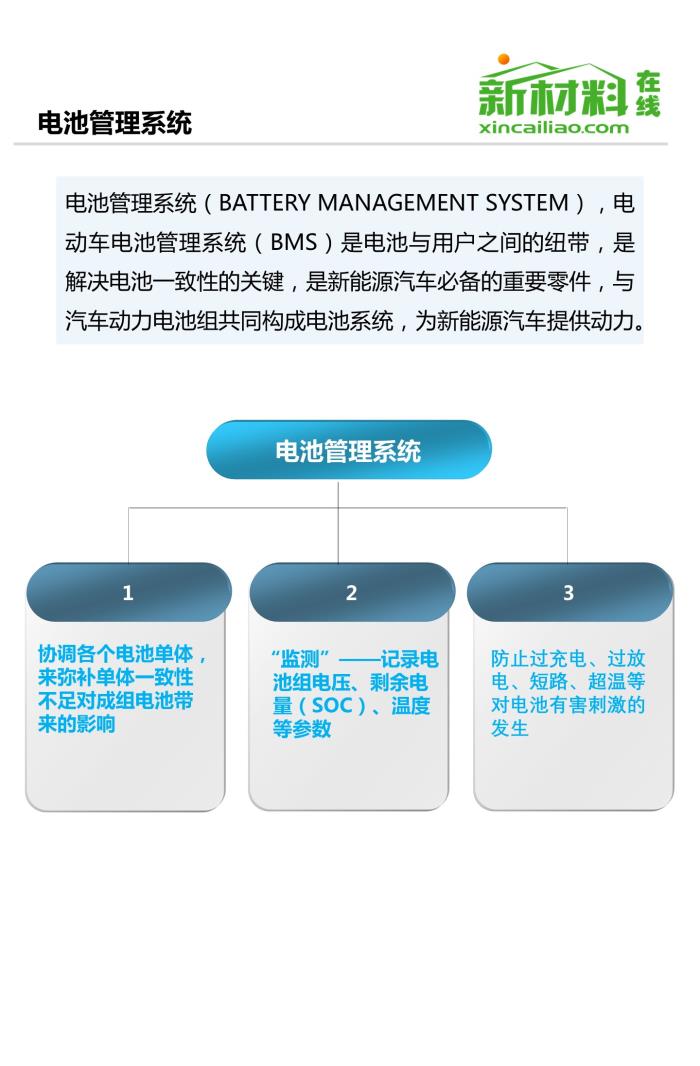 新材料在线
xincailiao.com
电池管理系统
电池管理系统（BATTERY MANAGEMENT SYSTEM），电
动车电池管理系统（BMS）是电池与用户之间的纽带，是
解决电池一致性的关键，是新能源汽车必备的重要零件，与
汽车动力电池组共同构成电池系统，为新能源汽车提供动力。
电池管理系统
1
协调各个电池单体，
来弥补单体一致性
不足对成组电池带
来的影响
2
“监测”——记录电
池组电压、剩余电
量（SOC）、温度
等参数
3
防止过充电、过放
电、短路、超温等
对电池有害刺激的
发生